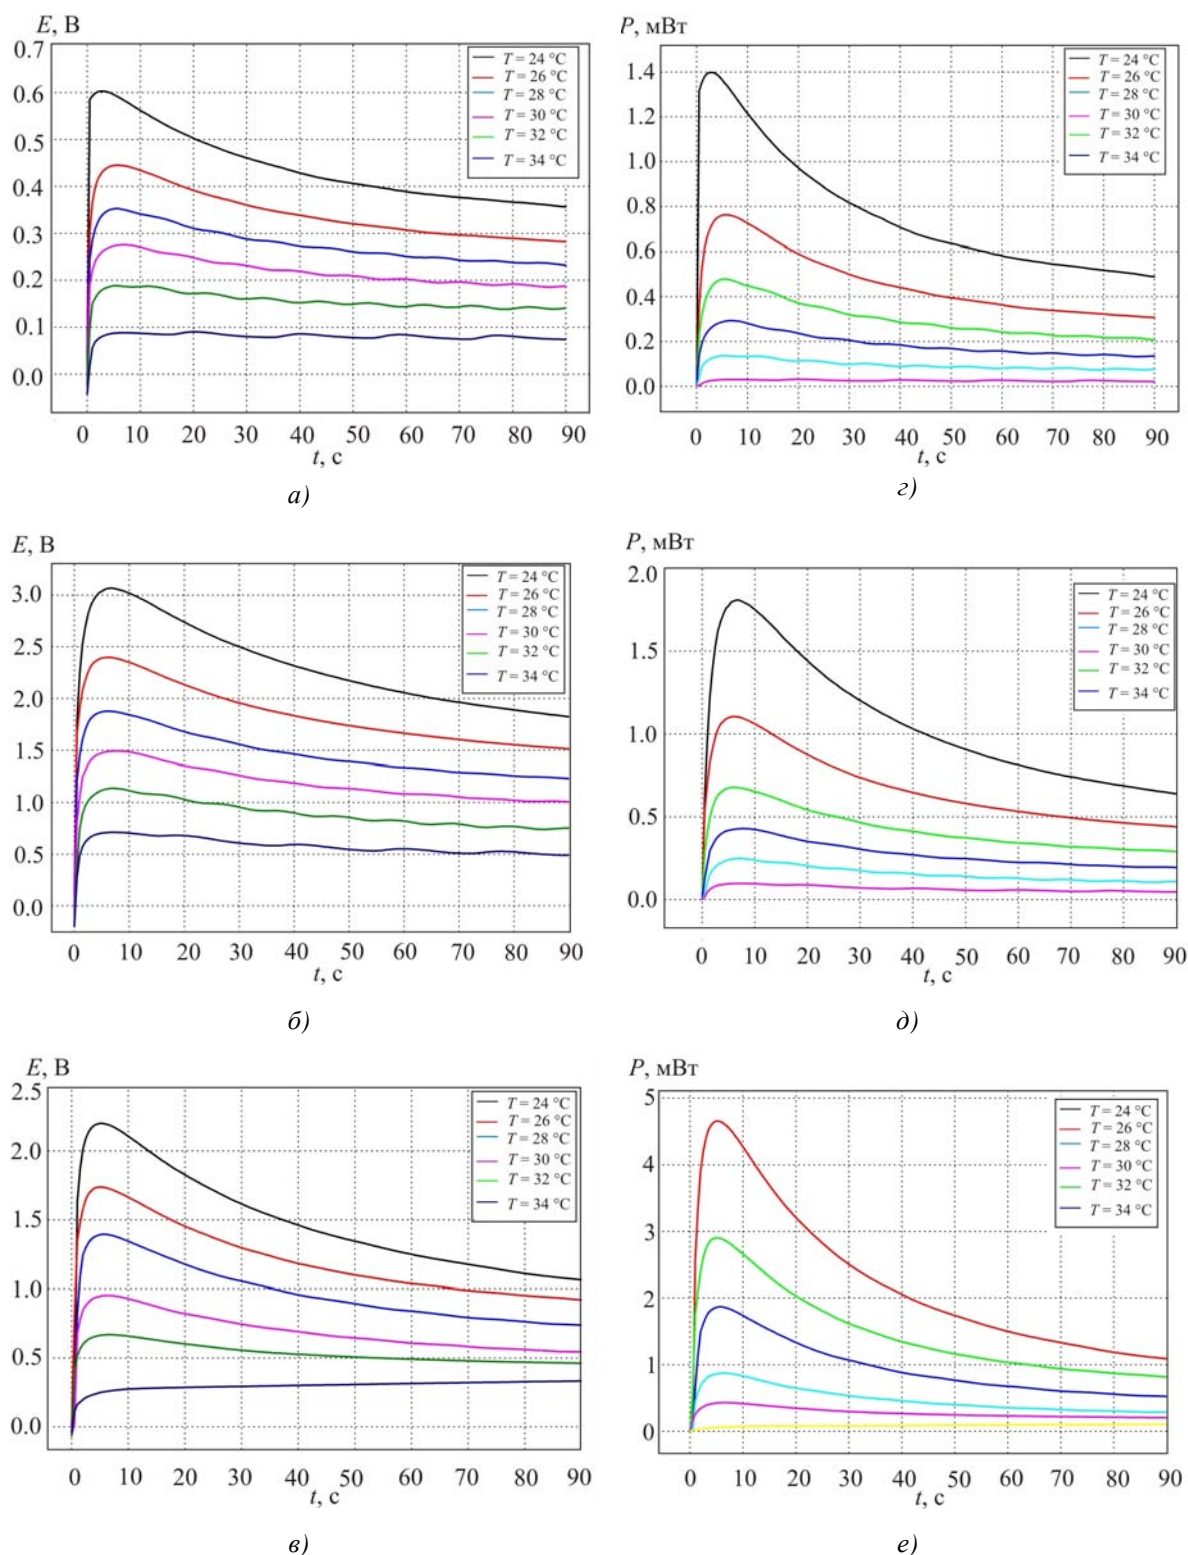 E, В
0.7
0.6
0.5
0.4
0.3
0.2
0.1
0.0
T = 24 °C
T = 26 °C
T = 28 °C
T = 30 °C
T = 32 °C
T = 34 °C
0 10 20 30 40 50 60 70 80 90
t, с
а)
P, мВт
1.4
1.2
1.0
0.8
0.6
0.4
0.2
0.0
T = 24 °C
T = 26 °C
T = 28 °C
T = 30 °C
T = 32 °C
T = 34 °C
0 10 20 30 40 50 60 70 80 90
t, с
г)
E, В
3.0
2.5
2.0
1.5
1.0
0.5
0.0
T = 24 °C
T = 26 °C
T = 28 °C
T = 30 °C
T = 32 °C
T = 34 °C
0 10 20 30 40 50 60 70 80 90
t, с
б)
P, мВт
2.0
1.5
1.0
0.5
0.0
T = 24 °C
T = 26 °C
T = 28 °C
T = 30 °C
T = 32 °C
T = 34 °C
0 10 20 30 40 50 60 70 80 90
t, с
д)
E, В
2.5
2.0
1.5
1.0
0.5
0.0
T = 24 °C
T = 26 °C
T = 28 °C
T = 30 °C
T = 32 °C
T = 34 °C
0 10 20 30 40 50 60 70 80 90
t, с
в)
P, мВт
5
4
3
2
1
0
T = 24 °C
T = 26 °C
T = 28 °C
T = 30 °C
T = 32 °C
T = 34 °C
0 10 20 30 40 50 60 70 80 90
t, с
е)